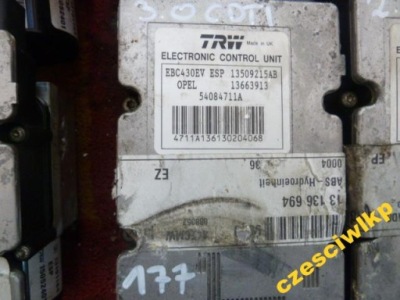 3.0 CDTI
TRW
Made in UK
ELECTRONIC CONTROL UNIT
EBC430EV ESP 13509215AB
OPEL 13663913
54084711A
4711A136130204068
EZ
36
0004
ABS-Hydroeinheit
13 136 694
177
EP
2.
czesciwlkp